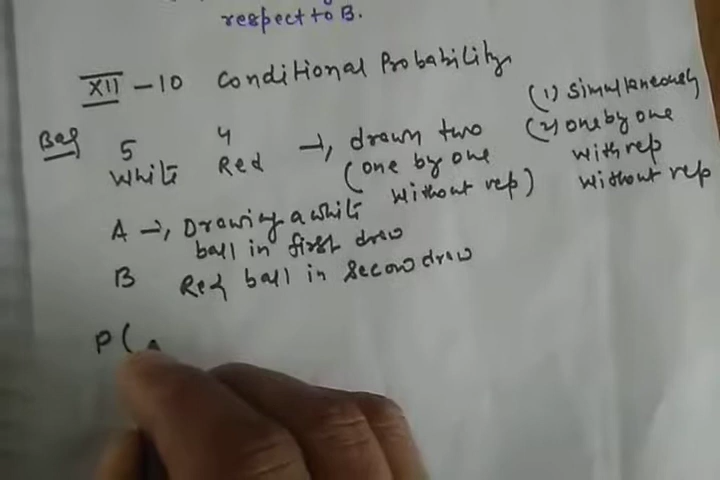 respect to B.
XII - 10 Conditional Probability
(1) simultaneously
(2) one by one
with rep
without rep
Bag 5 White 4 Red →, drawn two
(one by one
without rep)
A →, Drawing a white
ball in first draw
B Red ball in second draw
P(